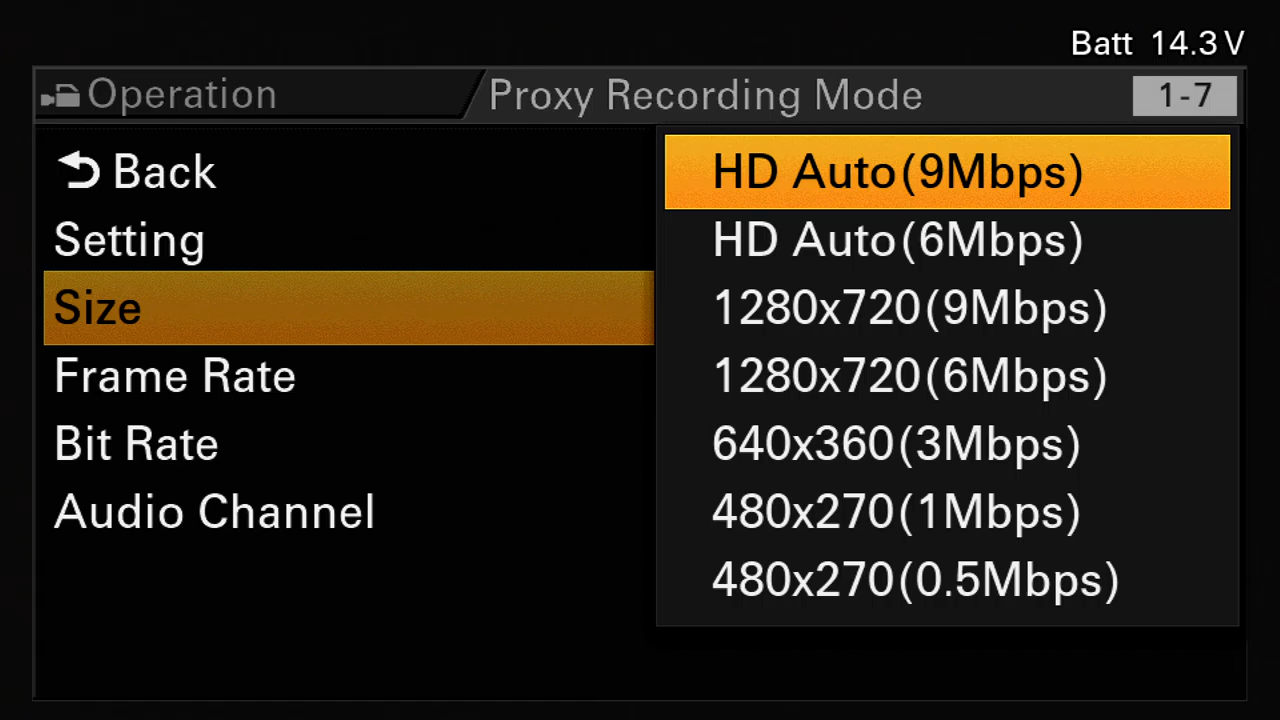 Batt 14.3 V
Operation
Proxy Recording Mode
1-7
Back
Setting
Size
Frame Rate
Bit Rate
Audio Channel
HD Auto(9Mbps)
HD Auto(6Mbps)
1280x720(9Mbps)
1280x720(6Mbps)
640x360(3Mbps)
480x270(1Mbps)
480x270(0.5Mbps)